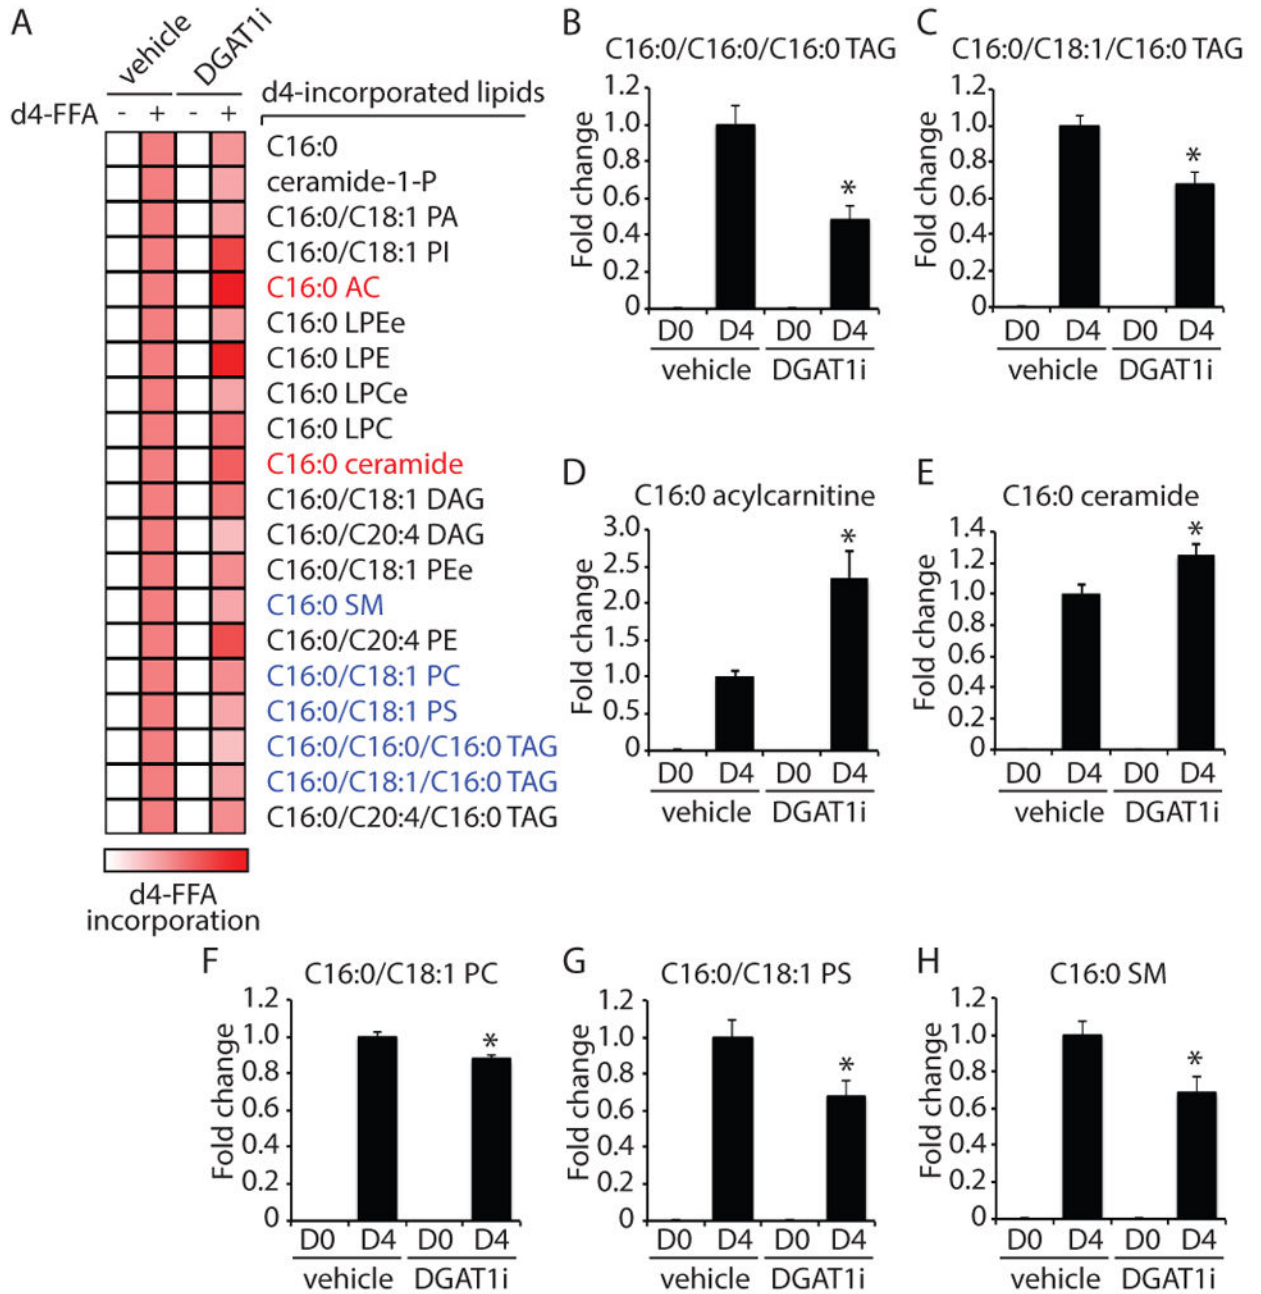 A
vehicle
DGAT1i
d4-incorporated lipids
d4-FFA - + - +
C16:0
ceramide-1-P
C16:0/C18:1 PA
C16:0/C18:1 PI
C16:0 AC
C16:0 LPEe
C16:0 LPE
C16:0 LPCe
C16:0 LPC
C16:0 ceramide
C16:0/C18:1 DAG
C16:0/C20:4 DAG
C16:0/C18:1 PEe
C16:0 SM
C16:0/C20:4 PE
C16:0/C18:1 PC
C16:0/C18:1 PS
C16:0/C16:0/C16:0 TAG
C16:0/C18:1/C16:0 TAG
C16:0/C20:4/C16:0 TAG
d4-FFA
incorporation
B
C16:0/C16:0/C16:0 TAG
Fold change
1.2
1.0
0.8
0.6
0.4
0.2
0
*
D0 D4 D0 D4
vehicle DGAT1i
C
C16:0/C18:1/C16:0 TAG
Fold change
1.2
1.0
0.8
0.6
0.4
0.2
0
*
D0 D4 D0 D4
vehicle DGAT1i
D
C16:0 acylcarnitine
Fold change
3.0
2.5
2.0
1.5
1.0
0.5
0
*
D0 D4 D0 D4
vehicle DGAT1i
E
C16:0 ceramide
Fold change
1.4
1.2
1.0
0.8
0.6
0.4
0.2
0
*
D0 D4 D0 D4
vehicle DGAT1i
F
C16:0/C18:1 PC
Fold change
1.2
1.0
0.8
0.6
0.4
0.2
0
*
D0 D4 D0 D4
vehicle DGAT1i
G
C16:0/C18:1 PS
Fold change
1.2
1.0
0.8
0.6
0.4
0.2
0
*
D0 D4 D0 D4
vehicle DGAT1i
H
C16:0 SM
Fold change
1.2
1.0
0.8
0.6
0.4
0.2
0
*
D0 D4 D0 D4
vehicle DGAT1i